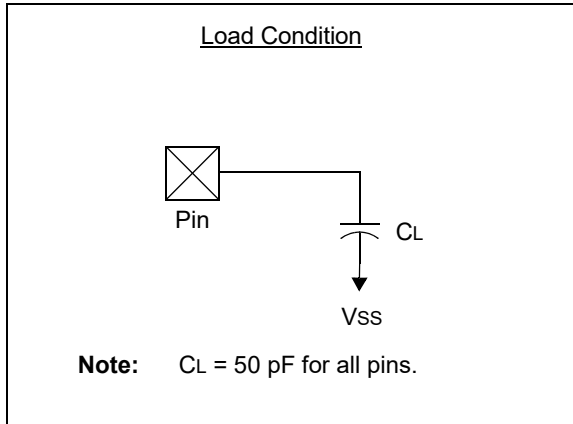 Load Condition
Pin
CL
VSS
Note: CL = 50 pF for all pins.